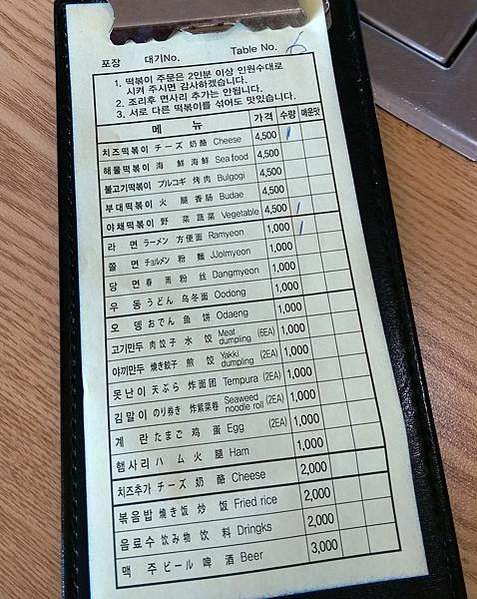 포장 대기No. Table No. 6
1. 떡볶이 주문은 2인분 이상 인원수대로
시켜 주시면 감사하겠습니다.
2. 조리후 면사리 추가는 안됩니다.
3. 서로 다른 떡볶이를 섞어도 맛있습니다.
메 뉴 가격 수량 매운맛
치즈떡볶이 チーズ 奶酪 Cheese 4,500 /
해물떡볶이 海鮮 海鲜 Sea food 4,500
불고기떡볶이 プルコギ 烤肉 Bulgogi 4,500
부대떡볶이 火腿香肠 Budae 4,500
야채떡볶이 野菜 蔬菜 Vegetable 4,500 /
라 면 ラーメン 方便面 Ramyeon 1,000 /
쫄 면 チョルメン 粉麵 JJolmyeon 1,000
당 면 春雨 粉丝 Dangmyeon 1,000
우 동 うどん 乌冬面 Oodong 1,000
오 뎅 おでん 鱼饼 Odaeng 1,000
고기만두 肉餃子 水饺 Meat dumpling (6EA) 1,000
야끼만두 焼き餃子 煎饺 Yakki dumpling (2EA) 1,000
못난이 天ぷら 炸面团 Tempura (2EA) 1,000
김말이 のり巻き 炸紫菜卷 Seaweed noodle roll (2EA) 1,000
계 란 たまご 鸡蛋 Egg (2EA) 1,000
햄사리 ハム 火腿 Ham 1,000
치즈추가 チーズ 奶酪 Cheese 2,000
볶음밥 焼き飯 炒饭 Fried rice 2,000
음료수 飲み物 饮料 Dringks 2,000
맥 주 ビール 啤酒 Beer 3,000